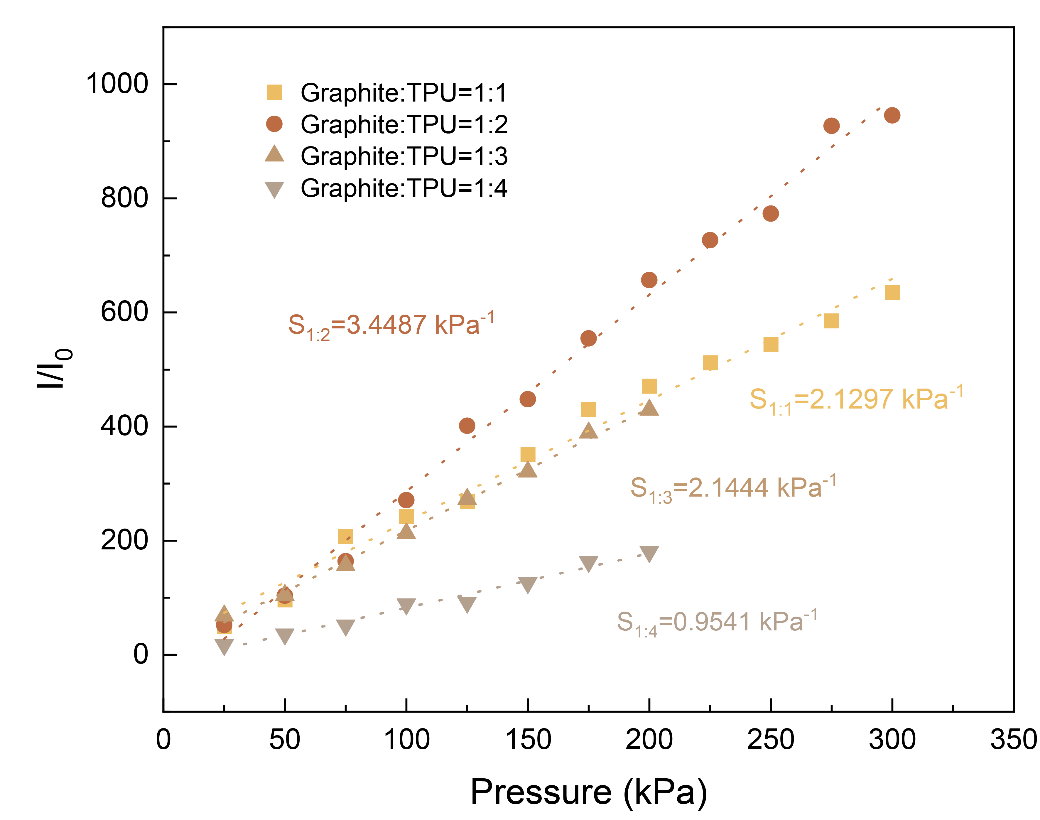 1000
800
600
400
200
0
I/I₀
Graphite:TPU=1:1
Graphite:TPU=1:2
Graphite:TPU=1:3
Graphite:TPU=1:4
S₁:₂=3.4487 kPa⁻¹
S₁:₁=2.1297 kPa⁻¹
S₁:₃=2.1444 kPa⁻¹
S₁:₄=0.9541 kPa⁻¹
0 50 100 150 200 250 300 350
Pressure (kPa)